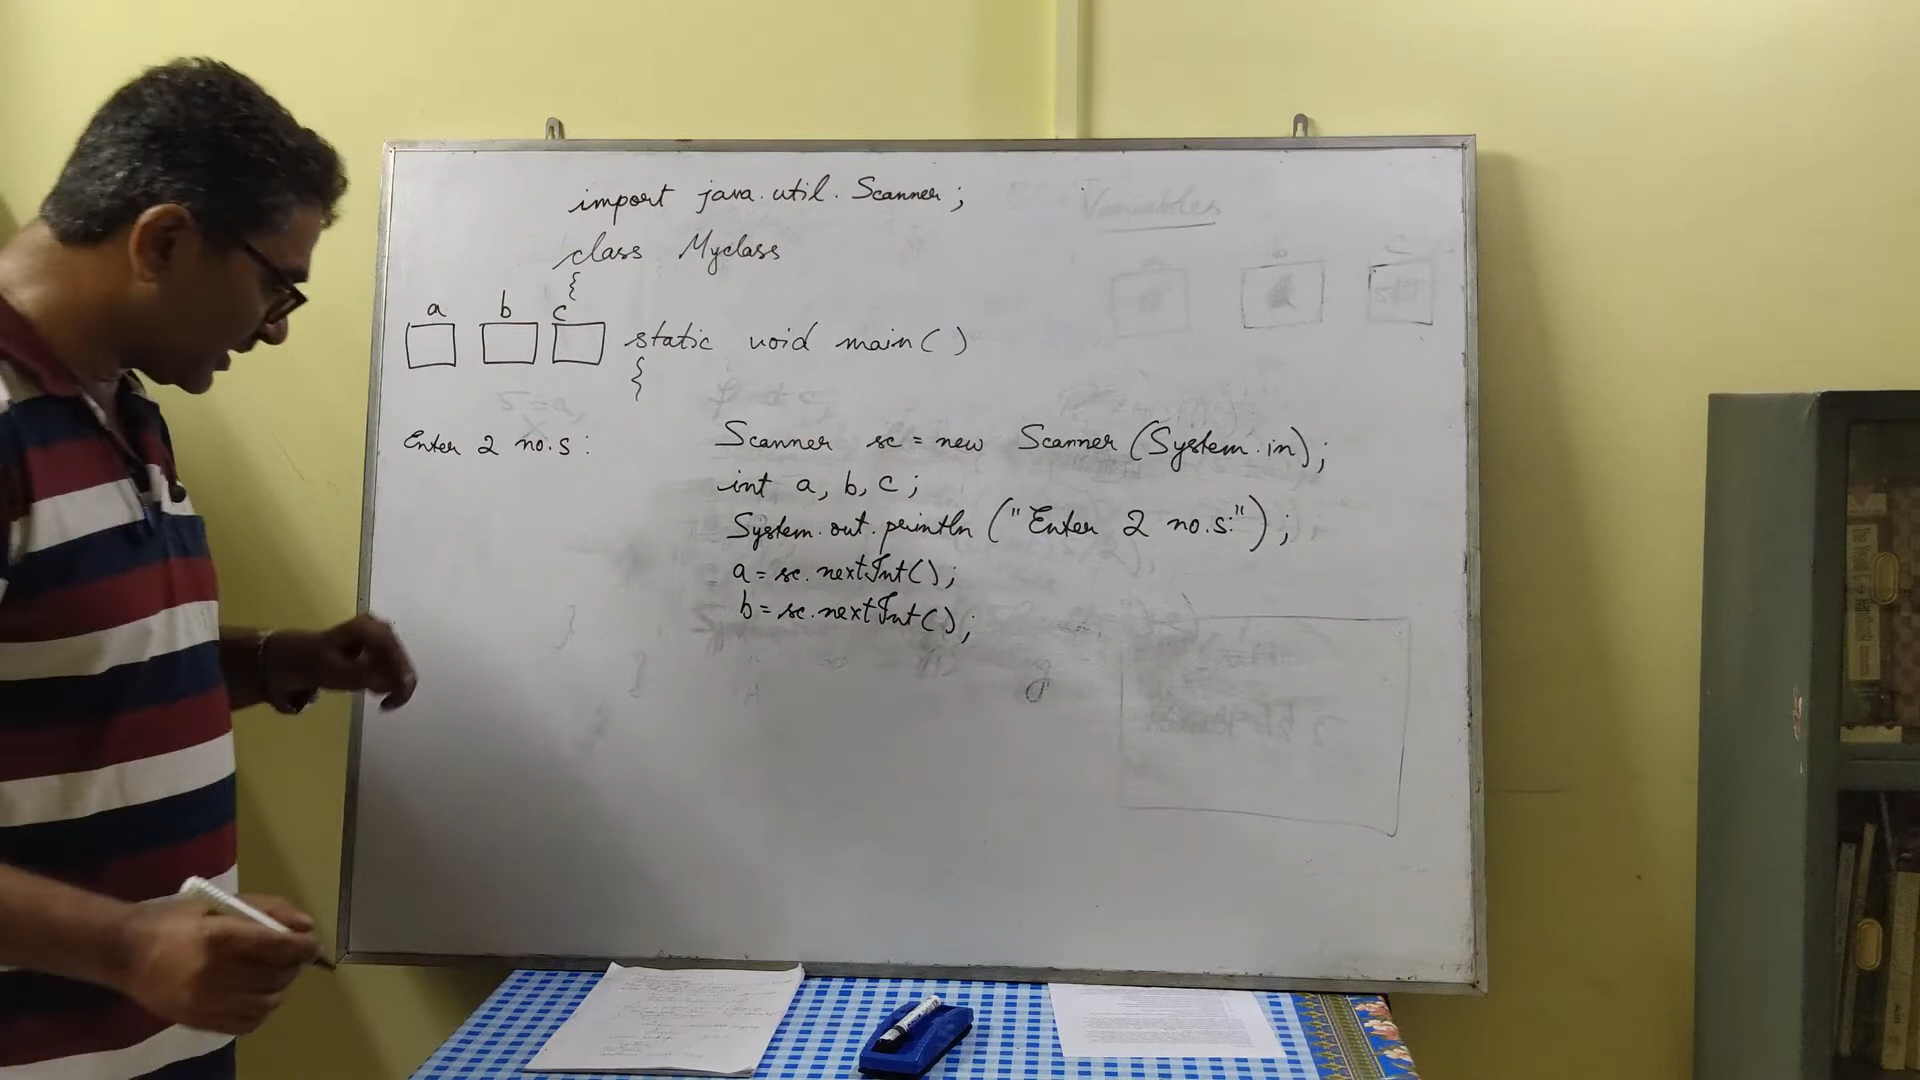 import java.util.Scanner;
Variables
class Myclass
{
a b c
static void main()
{
Enter 2 no.s:
Scanner sc = new Scanner(System.in);
int a, b, c;
System.out.println("Enter 2 no.s:");
a = sc.nextInt();
b = sc.nextInt();